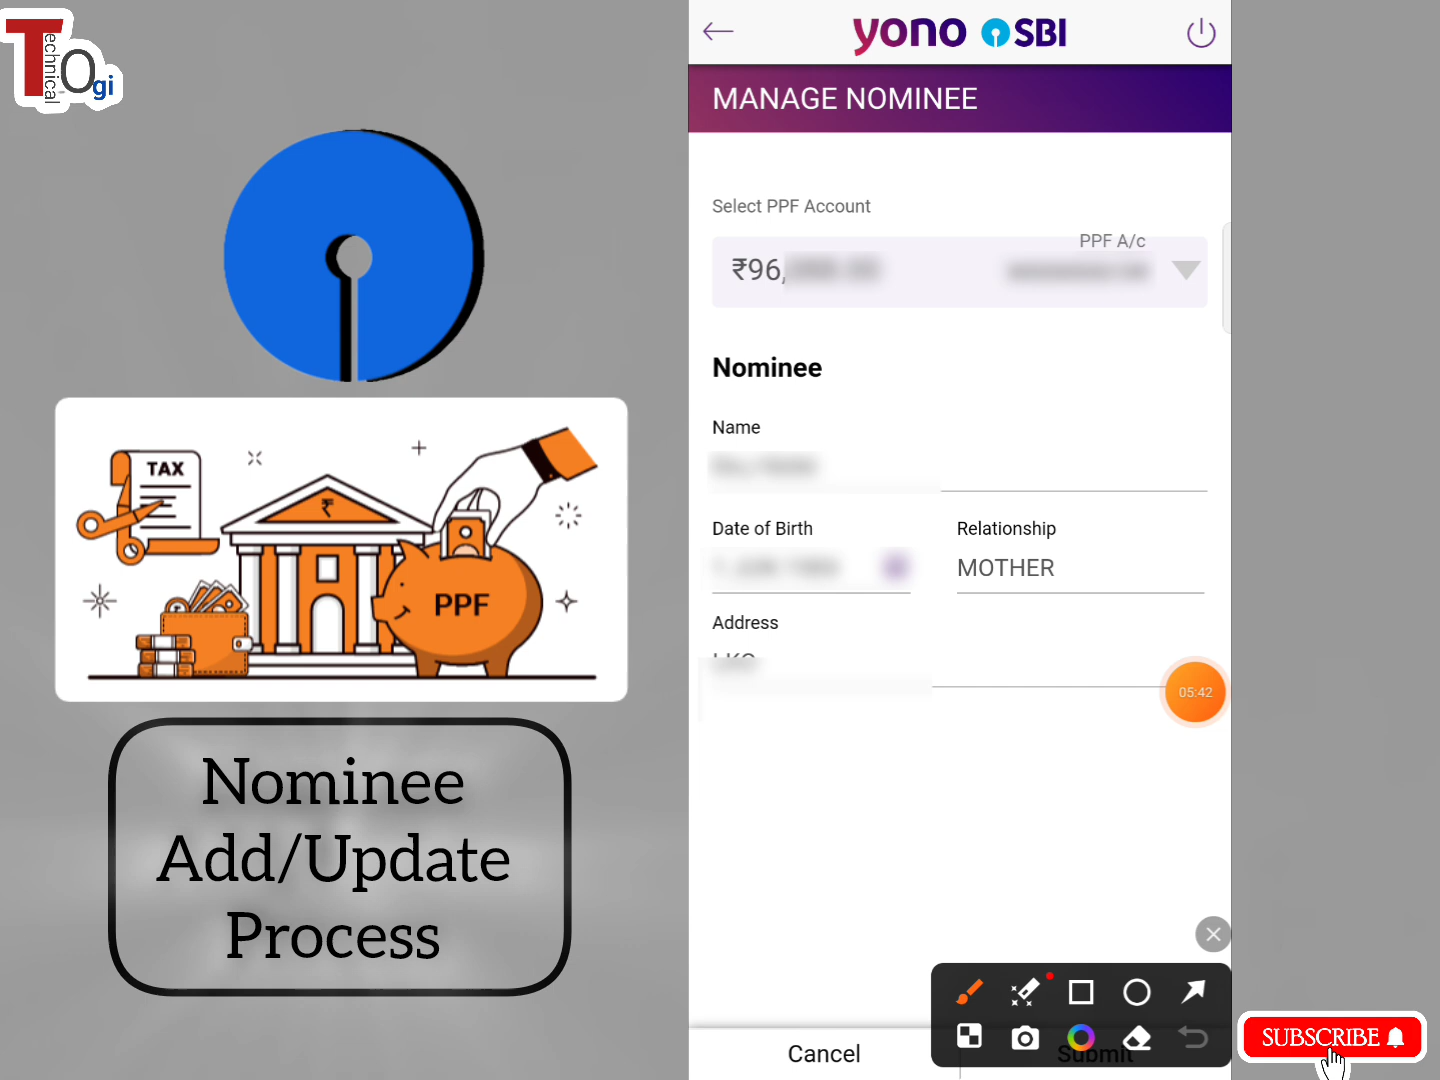 Technical
Ogi
TAX
₹
PPF
Nominee
Add/Update
Process
yono SBI
MANAGE NOMINEE
Select PPF Account
PPF A/c
₹96,
Nominee
Name
Date of Birth
Relationship
MOTHER
Address
05:42
Cancel
Submit
SUBSCRIBE